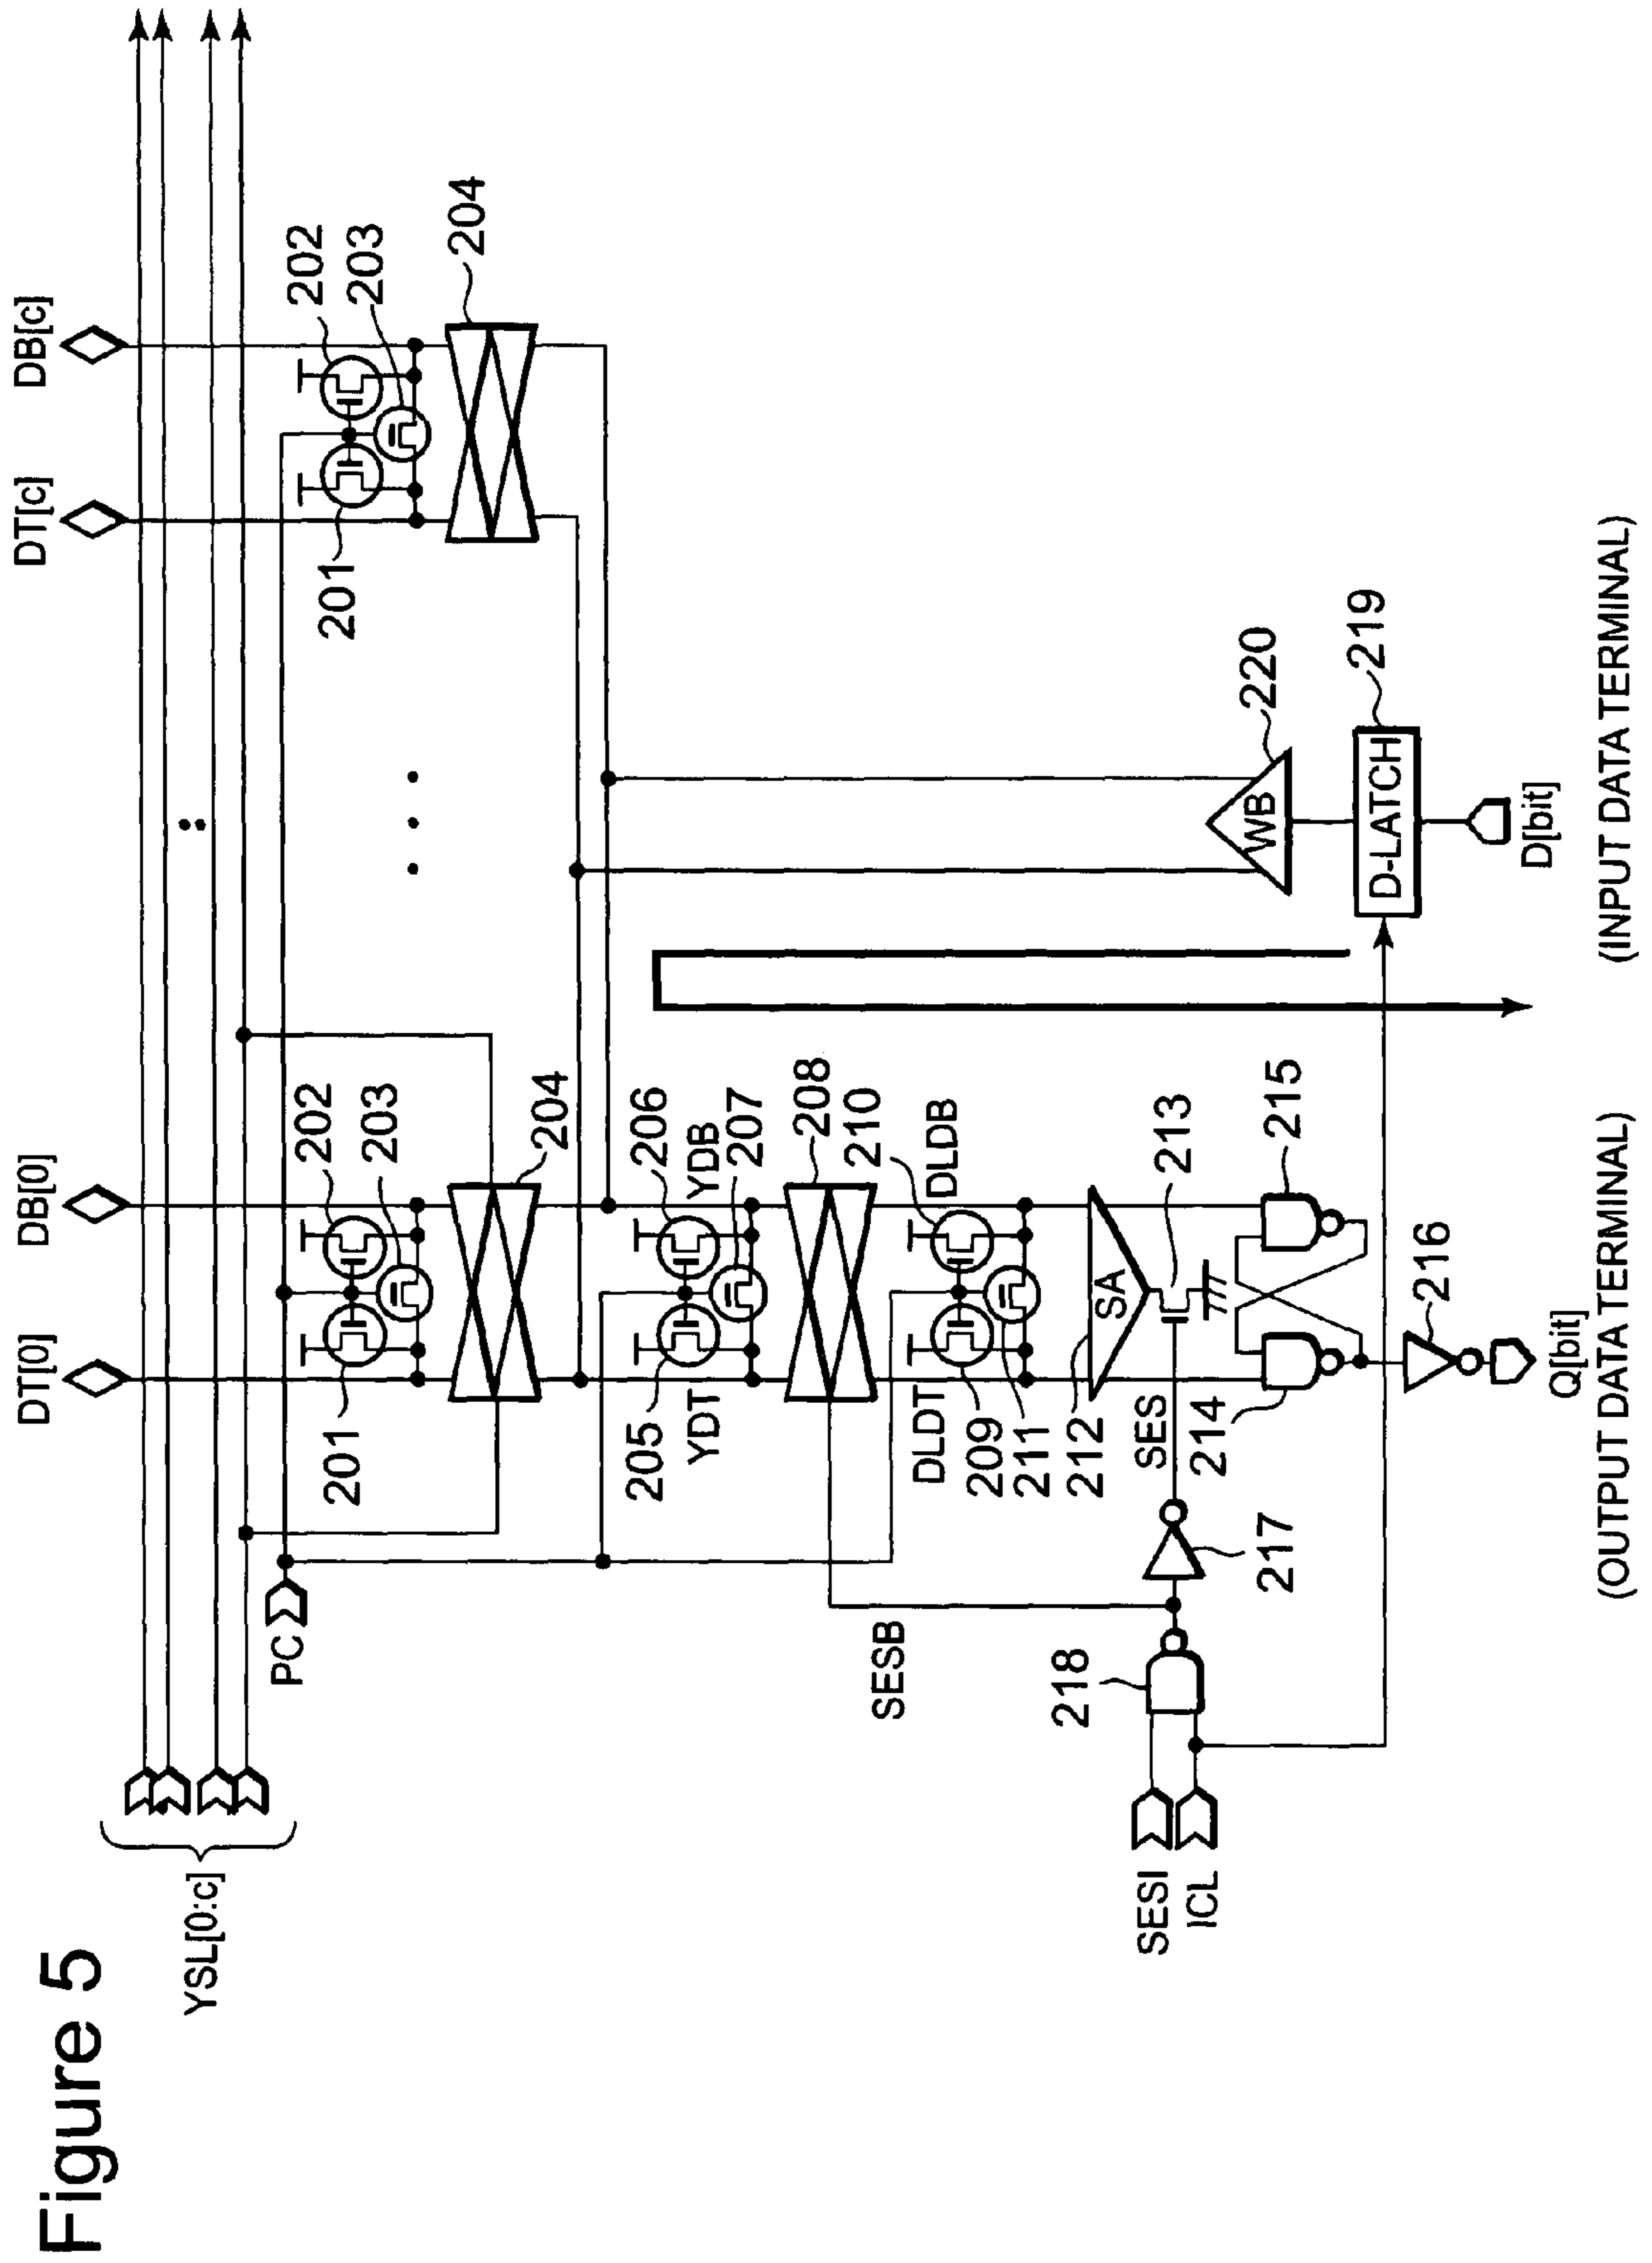 Figure 5
YSL[0:c]
DT[0]
DB[0]
DT[c]
DB[c]
PC
201
202
203
204
201
202
203
204
205
YDT
206
YDB
207
208
210
DLDB
SESB
DLDT
209
211
212
SA
213
SES
214
215
216
217
218
SESI
ICL
WB
220
D-LATCH
219
Q[bit]
(OUTPUT DATA TERMINAL)
D[bit]
(INPUT DATA TERMINAL)